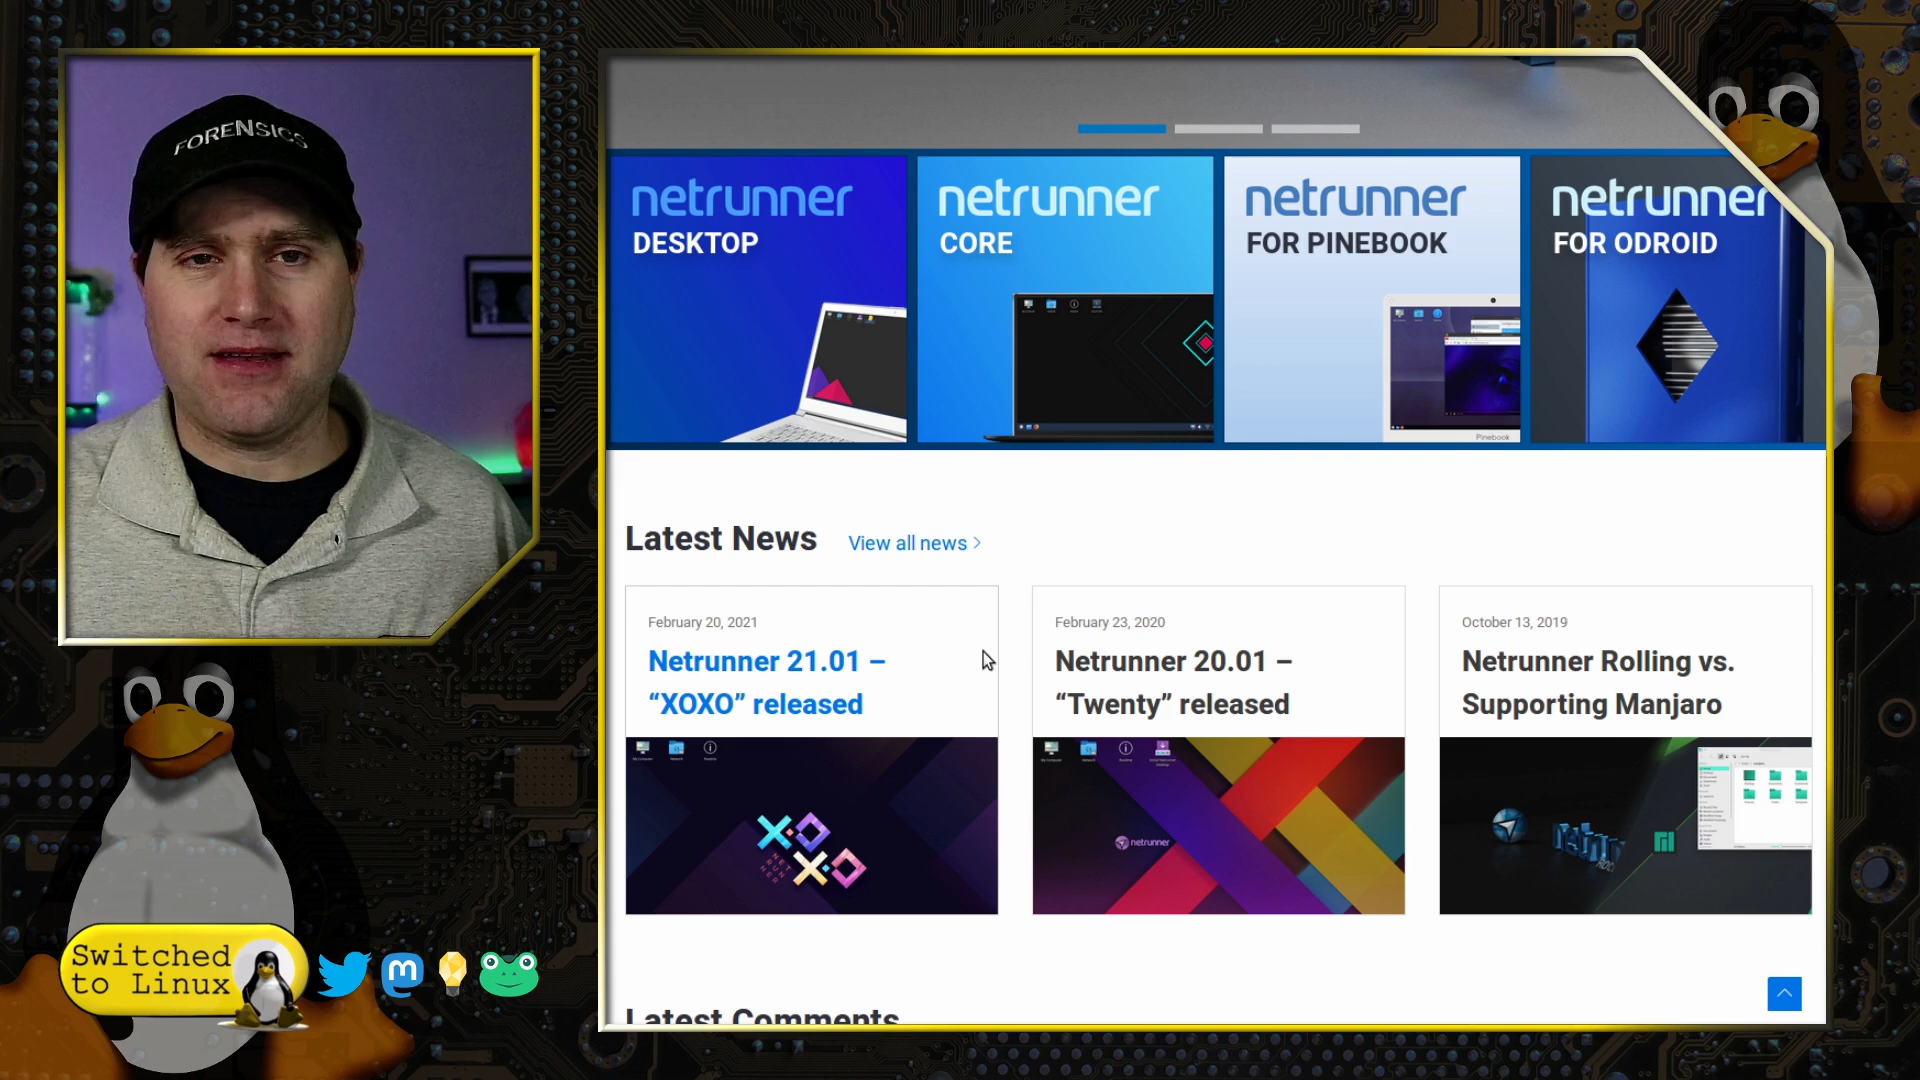 FORENSICS
netrunner
DESKTOP
netrunner
CORE
netrunner
FOR PINEBOOK
Pinebook
netrunner
FOR ODROID
Latest News
View all news >
February 20, 2021
Netrunner 21.01 –
“XOXO” released
NETRUNNER
February 23, 2020
Netrunner 20.01 –
“Twenty” released
netrunner
October 13, 2019
Netrunner Rolling vs.
Supporting Manjaro
Latest Comments
Switched
to Linux
m